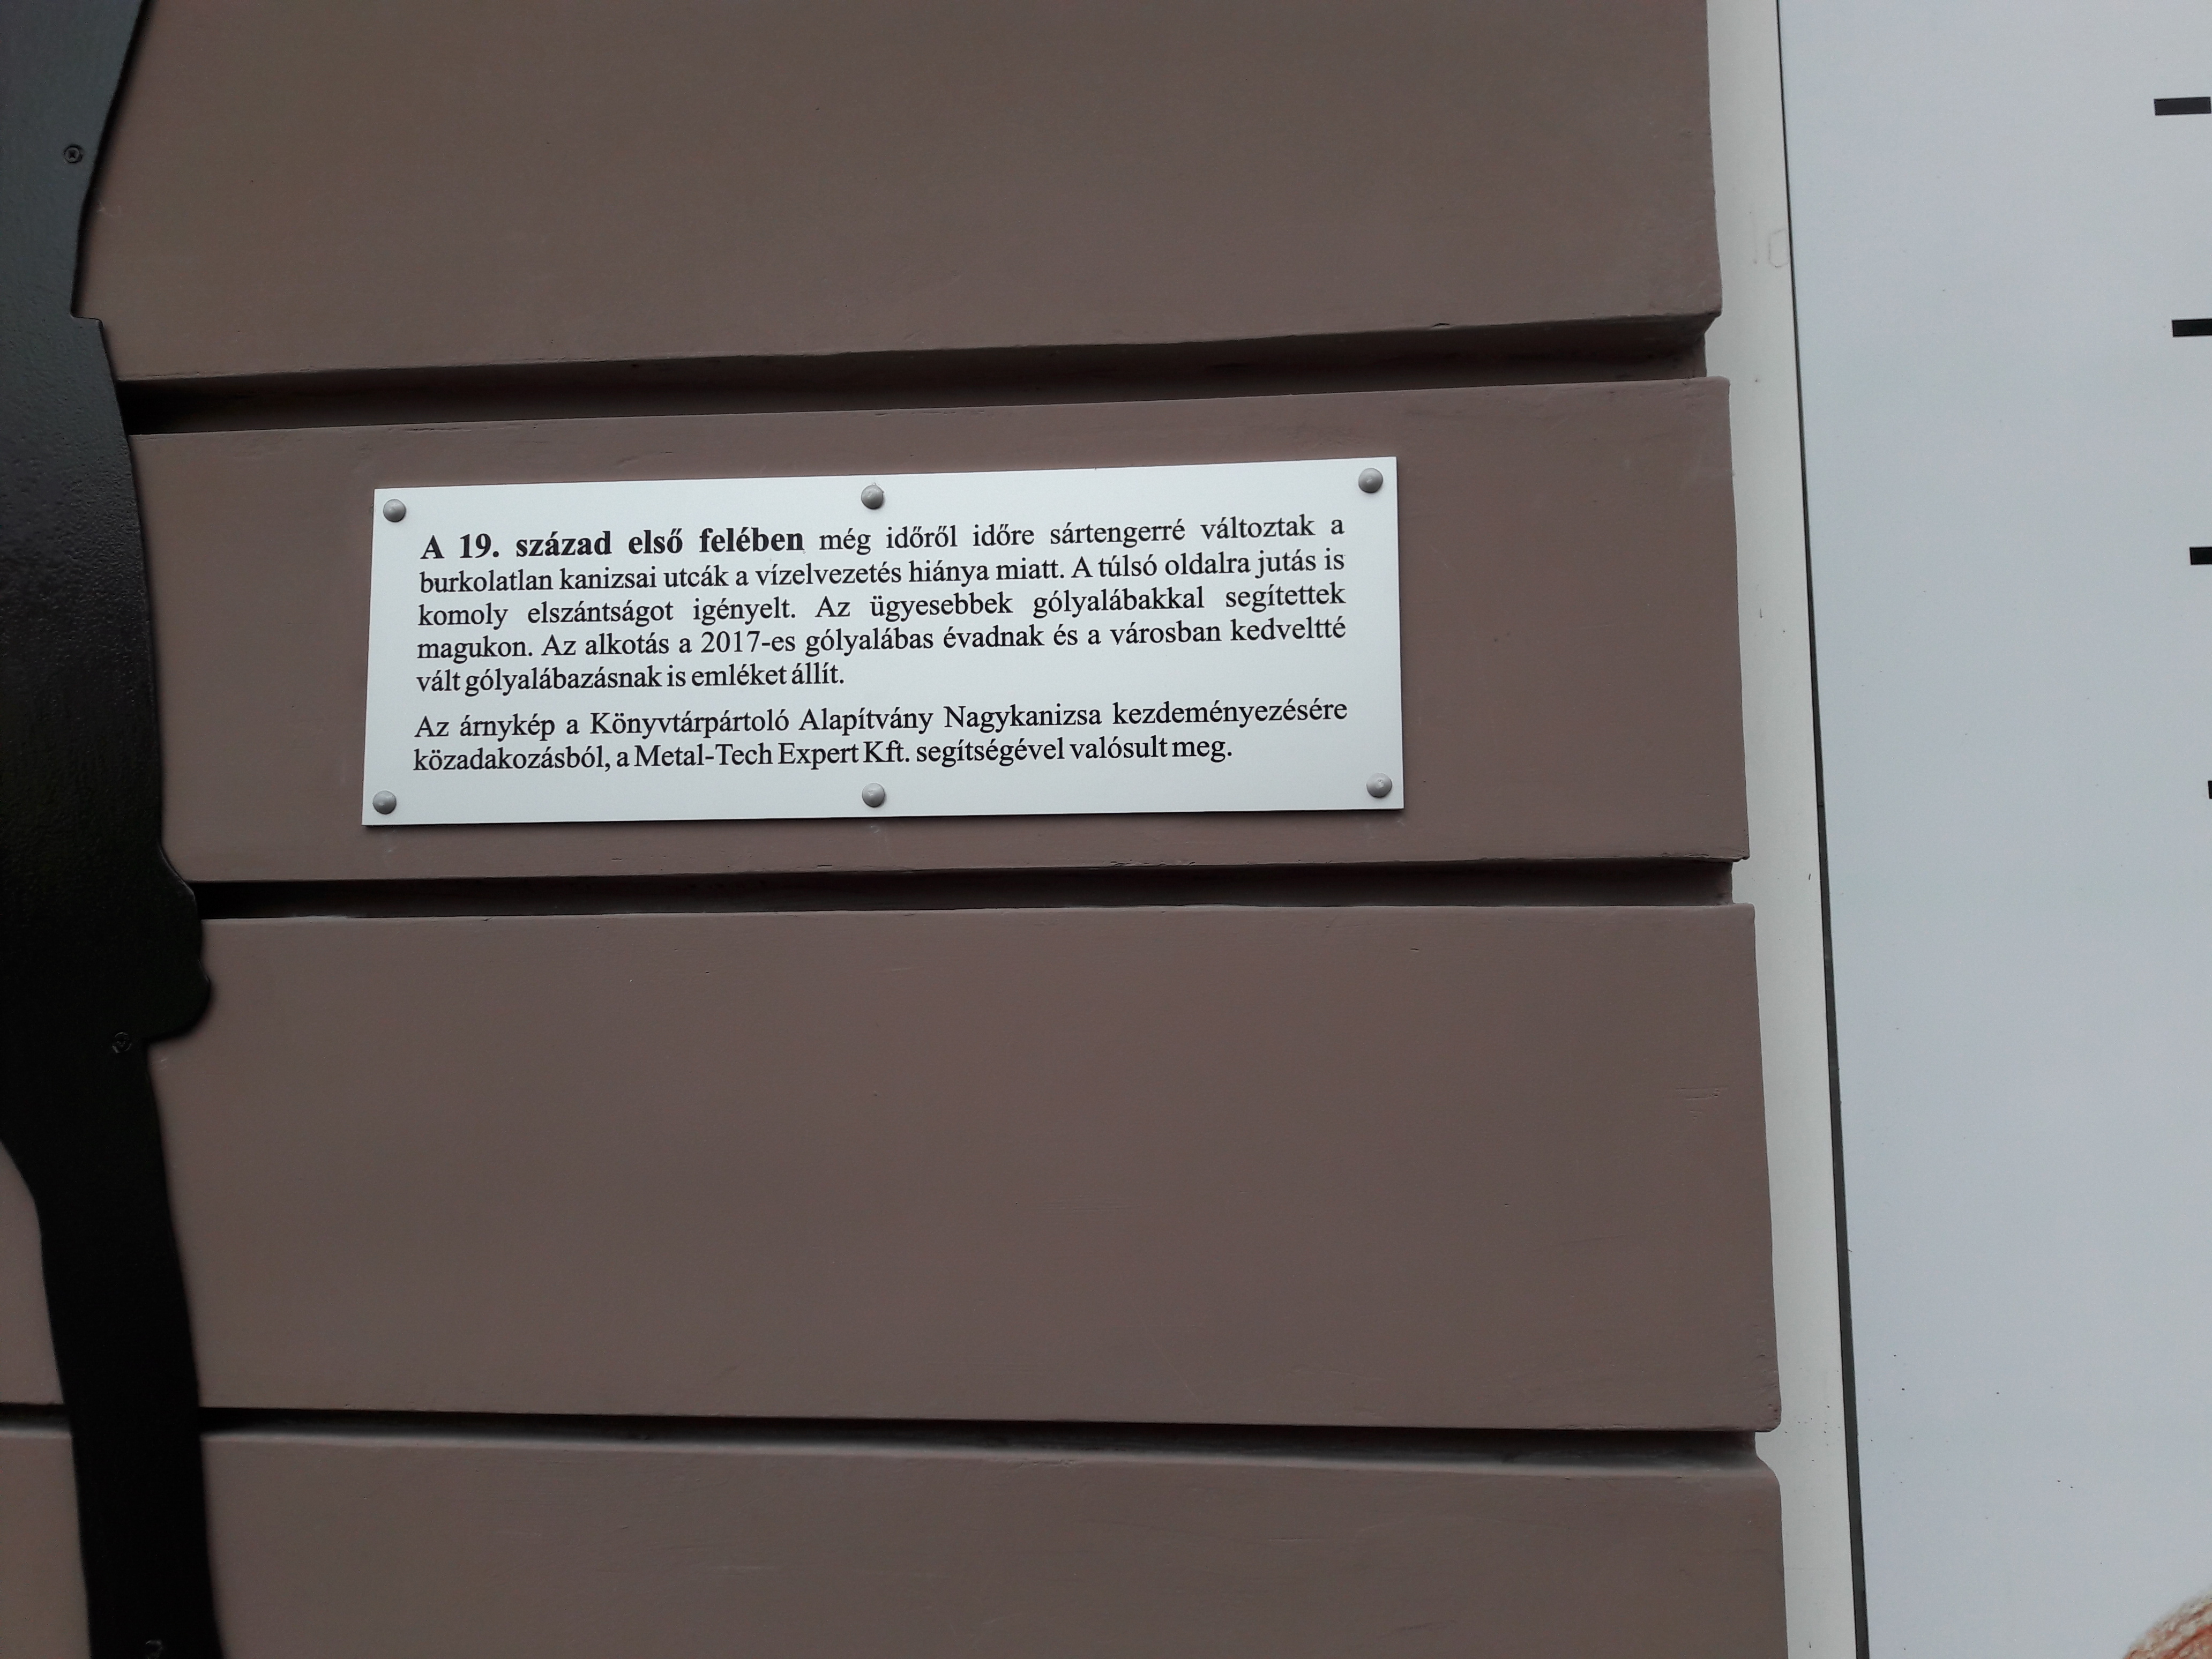 A 19. század első felében még időről időre sártengerré változtak a
burkolatlan kanizsai utcák a vízelvezetés hiánya miatt. A túlsó oldalra jutás is
komoly elszántságot igényelt. Az ügyesebbek gólyalábakkal segítettek
magukon. Az alkotás a 2017-es gólyalábas évadnak és a városban kedveltté
vált gólyalábazásnak is emléket állít.
Az árnykép a Könyvtárpártoló Alapítvány Nagykanizsa kezdeményezésére
közadakozásból, a Metal-Tech Expert Kft. segítségével valósult meg.